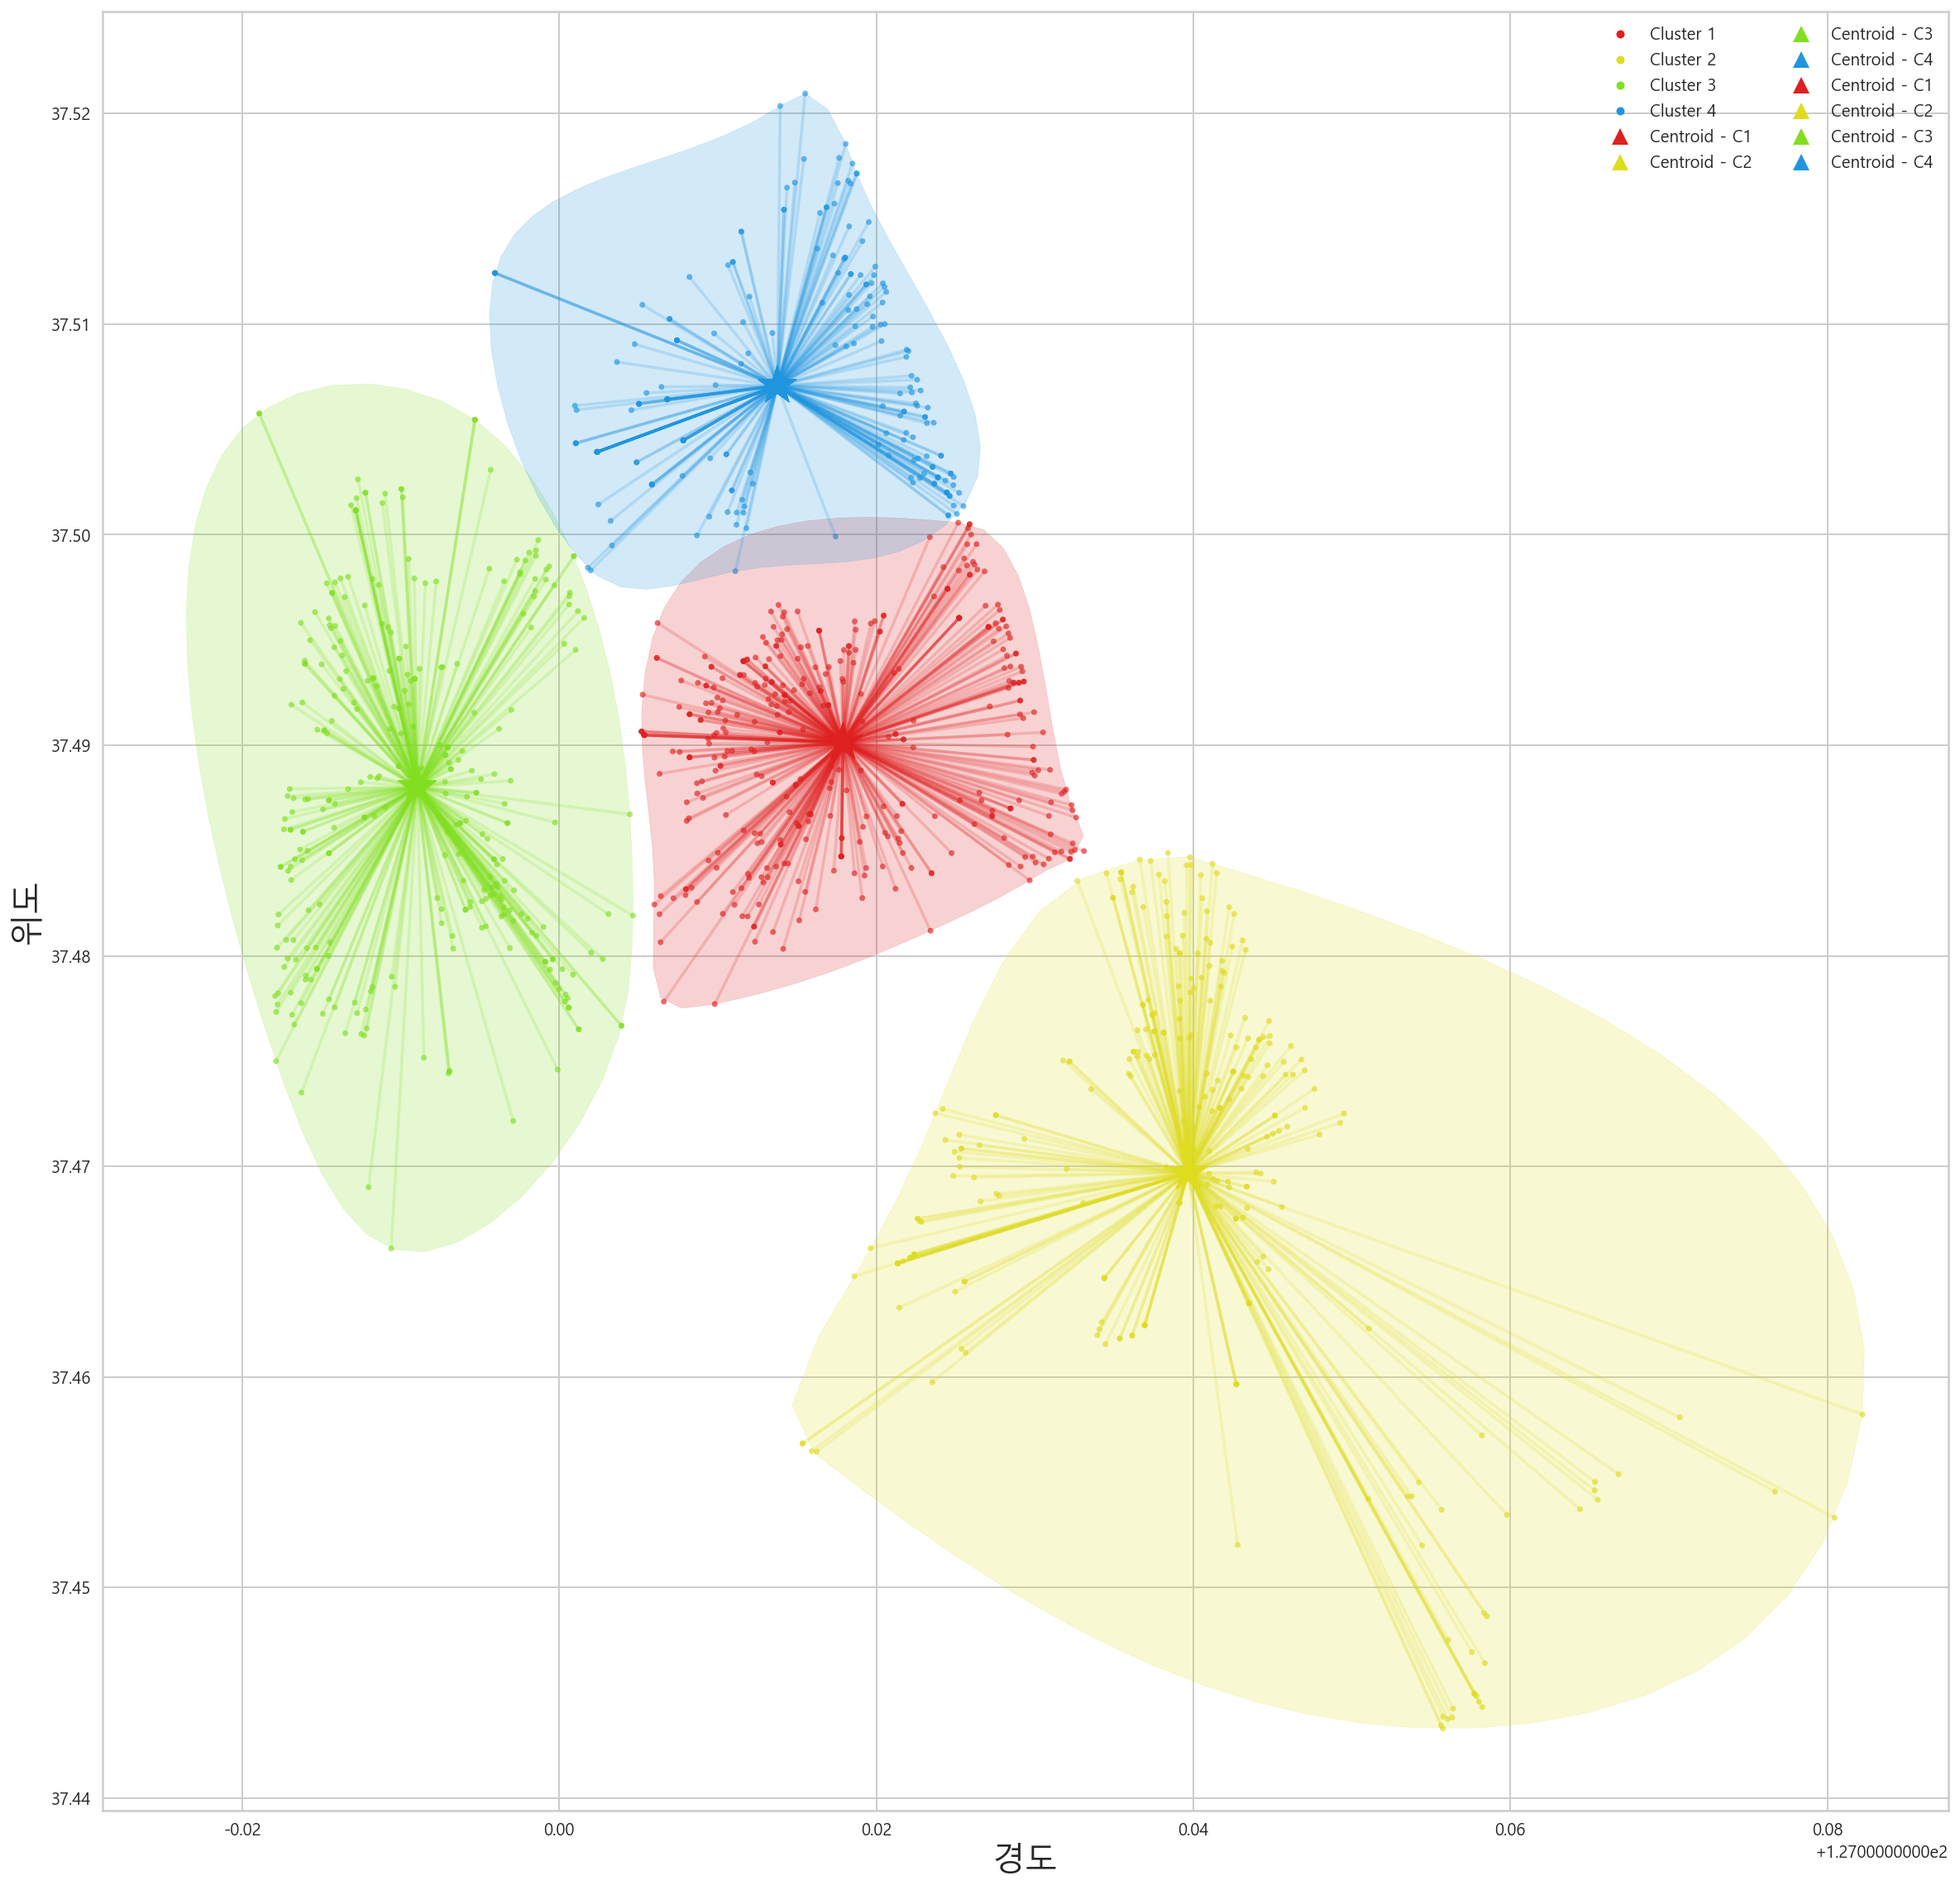 Cluster 1
Cluster 2
Cluster 3
Cluster 4
Centroid - C1
Centroid - C2
Centroid - C3
Centroid - C4
Centroid - C1
Centroid - C2
Centroid - C3
Centroid - C4
37.52
37.51
37.50
37.49
37.48
37.47
37.46
37.45
37.44
위도
-0.02 0.00 0.02 0.04 0.06 0.08
+1.2700000000e2
경도